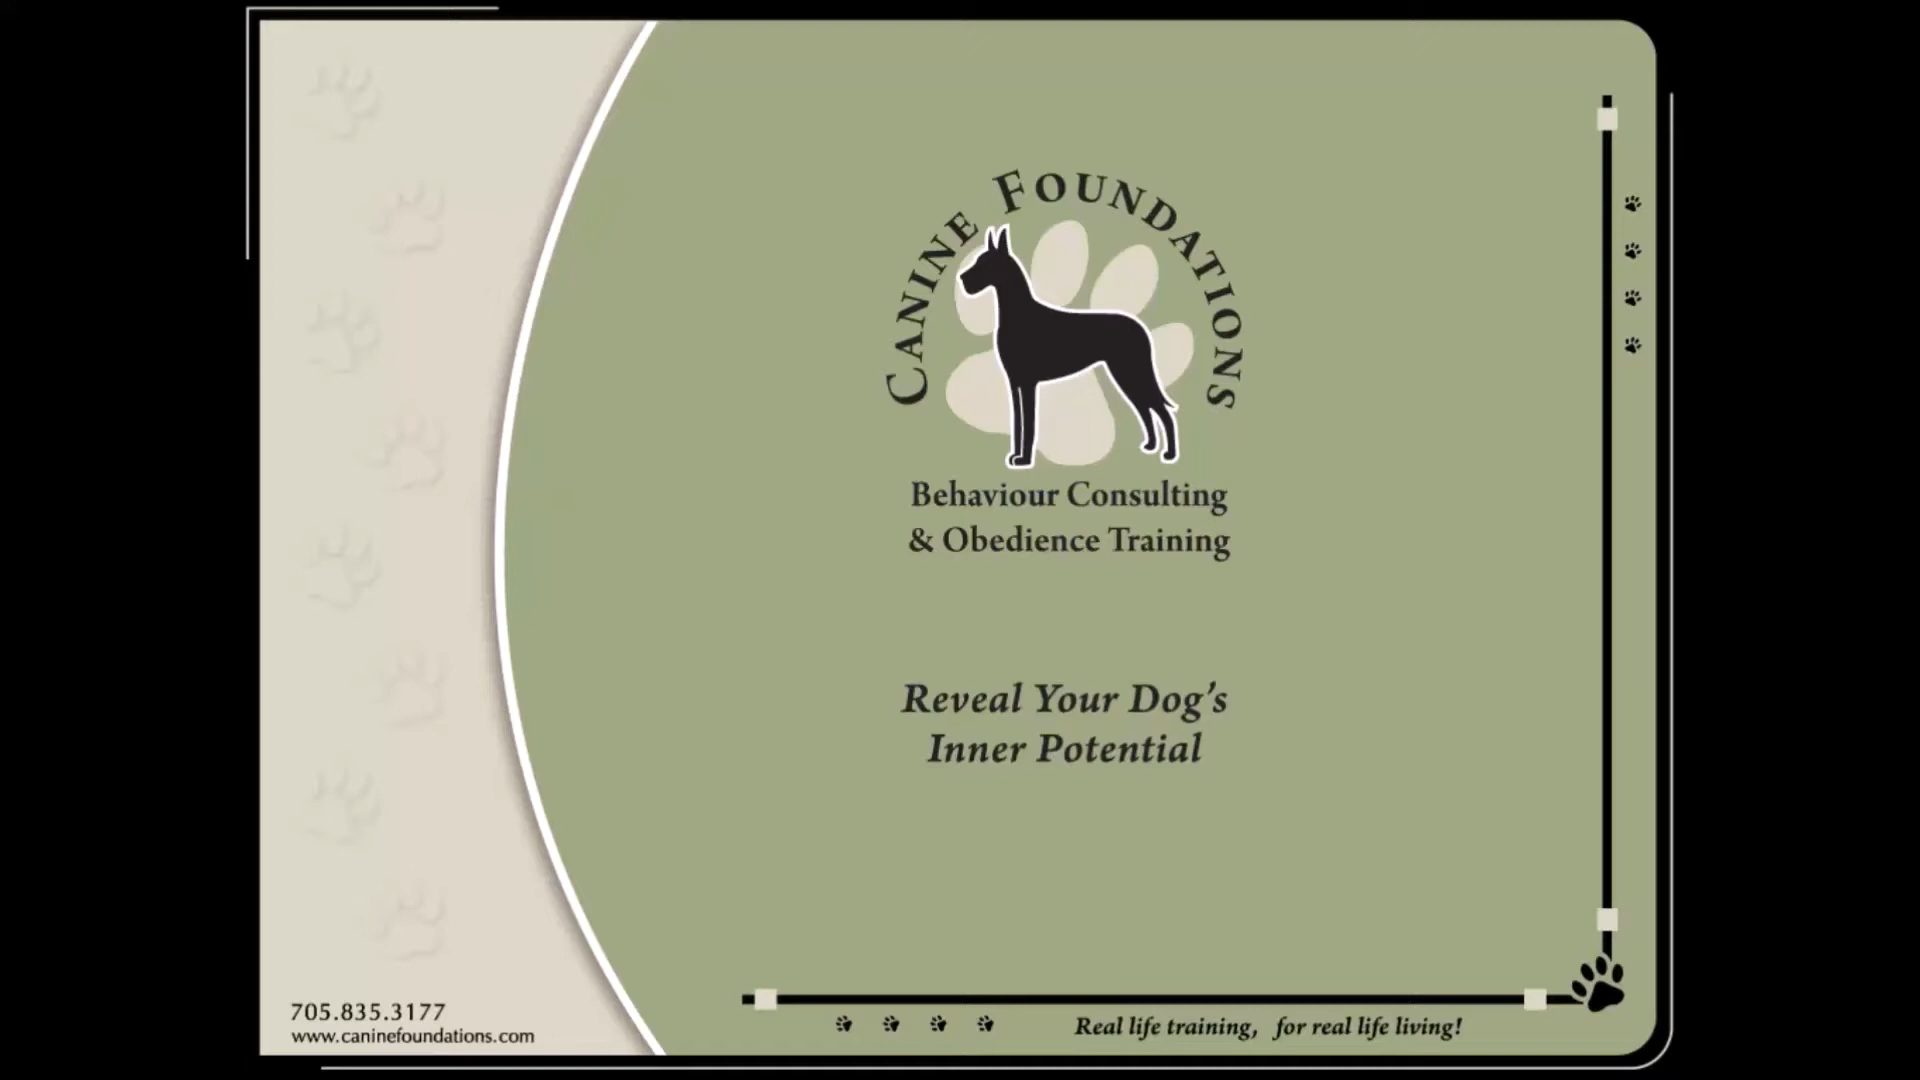 CANINE FOUNDATIONS
Behaviour Consulting
& Obedience Training
Reveal Your Dog's
Inner Potential
705.835.3177
www.caninefoundations.com
Real life training, for real life living!